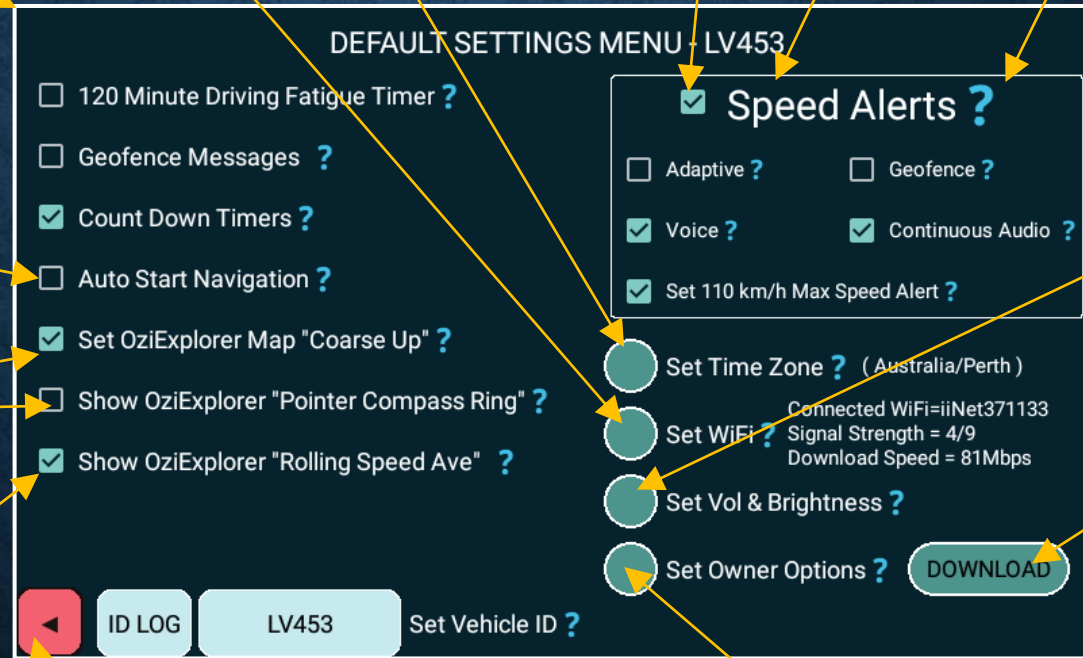 DEFAULT SETTINGS MENU - LV453
120 Minute Driving Fatigue Timer ?
Geofence Messages ?
Count Down Timers ?
Auto Start Navigation ?
Set OziExplorer Map "Coarse Up" ?
Show OziExplorer "Pointer Compass Ring" ?
Show OziExplorer "Rolling Speed Ave" ?
Speed Alerts ?
Adaptive ? Geofence ?
Voice ? Continuous Audio ?
Set 110 km/h Max Speed Alert ?
Set Time Zone ? ( Australia/Perth )
Set WiFi ?
Connected WiFi=iiNet371133
Signal Strength = 4/9
Download Speed = 81Mbps
Set Vol & Brightness ?
Set Owner Options ? DOWNLOAD
ID LOG LV453 Set Vehicle ID ?